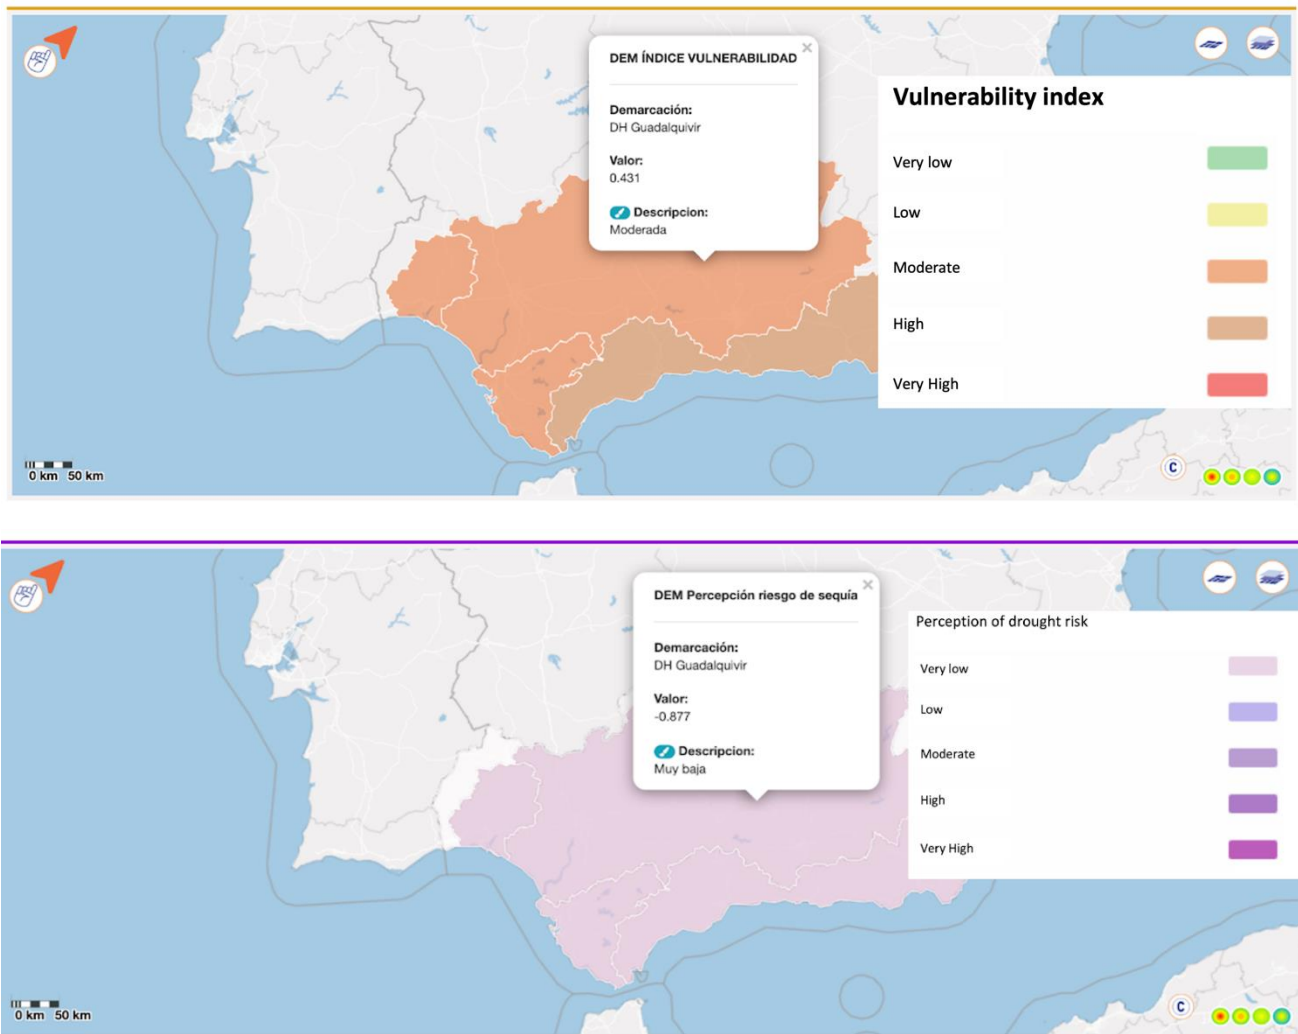 DEM ÍNDICE VULNERABILIDAD
×
Demarcación:
DH Guadalquivir
Valor:
0.431
Descripcion:
Moderada
Vulnerability index
Very low
Low
Moderate
High
Very High
0 km 50 km
C
DEM Percepción riesgo de sequía
×
Demarcación:
DH Guadalquivir
Valor:
-0.877
Descripcion:
Muy baja
Perception of drought risk
Very low
Low
Moderate
High
Very High
0 km 50 km
C